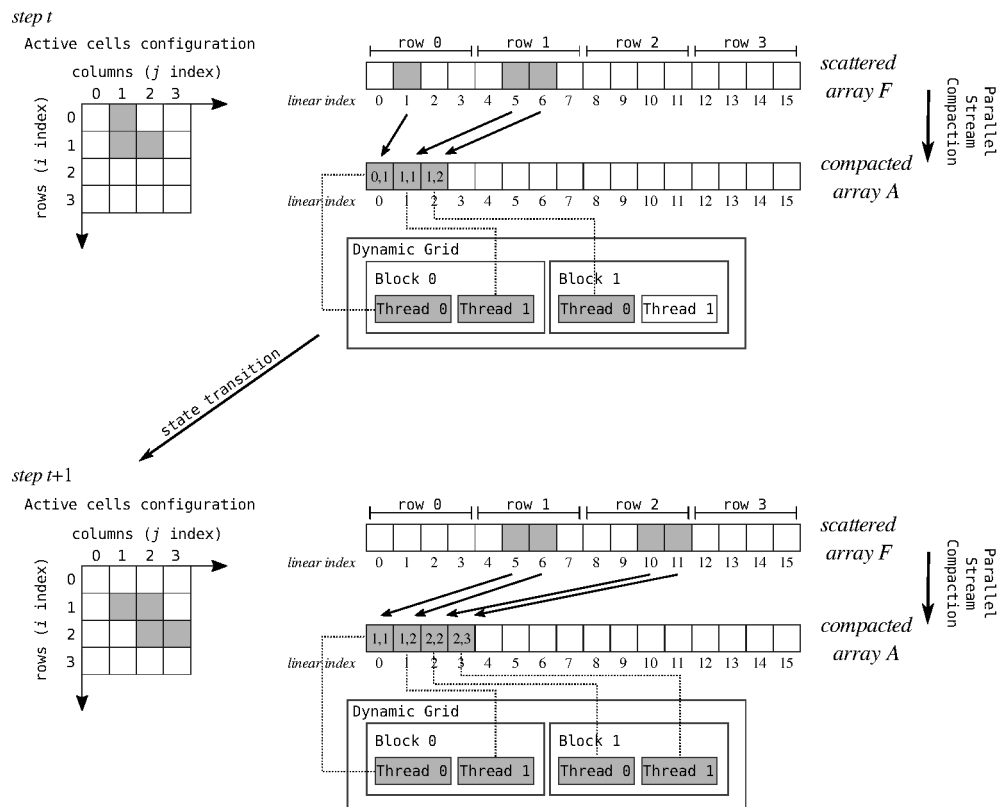 step t
Active cells configuration
columns (j index)
0 1 2 3
rows (i index)
0
1
2
3
row 0 row 1 row 2 row 3
scattered
array F
linear index 0 1 2 3 4 5 6 7 8 9 10 11 12 13 14 15
Parallel
Stream
Compaction
0,1 1,1 1,2
compacted
array A
linear index 0 1 2 3 4 5 6 7 8 9 10 11 12 13 14 15
Dynamic Grid
Block 0
Thread 0 Thread 1
Block 1
Thread 0 Thread 1
state transition
step t+1
Active cells configuration
columns (j index)
0 1 2 3
rows (i index)
0
1
2
3
row 0 row 1 row 2 row 3
scattered
array F
linear index 0 1 2 3 4 5 6 7 8 9 10 11 12 13 14 15
Parallel
Stream
Compaction
1,1 1,2 2,2 2,3
compacted
array A
linear index 0 1 2 3 4 5 6 7 8 9 10 11 12 13 14 15
Dynamic Grid
Block 0
Thread 0 Thread 1
Block 1
Thread 0 Thread 1